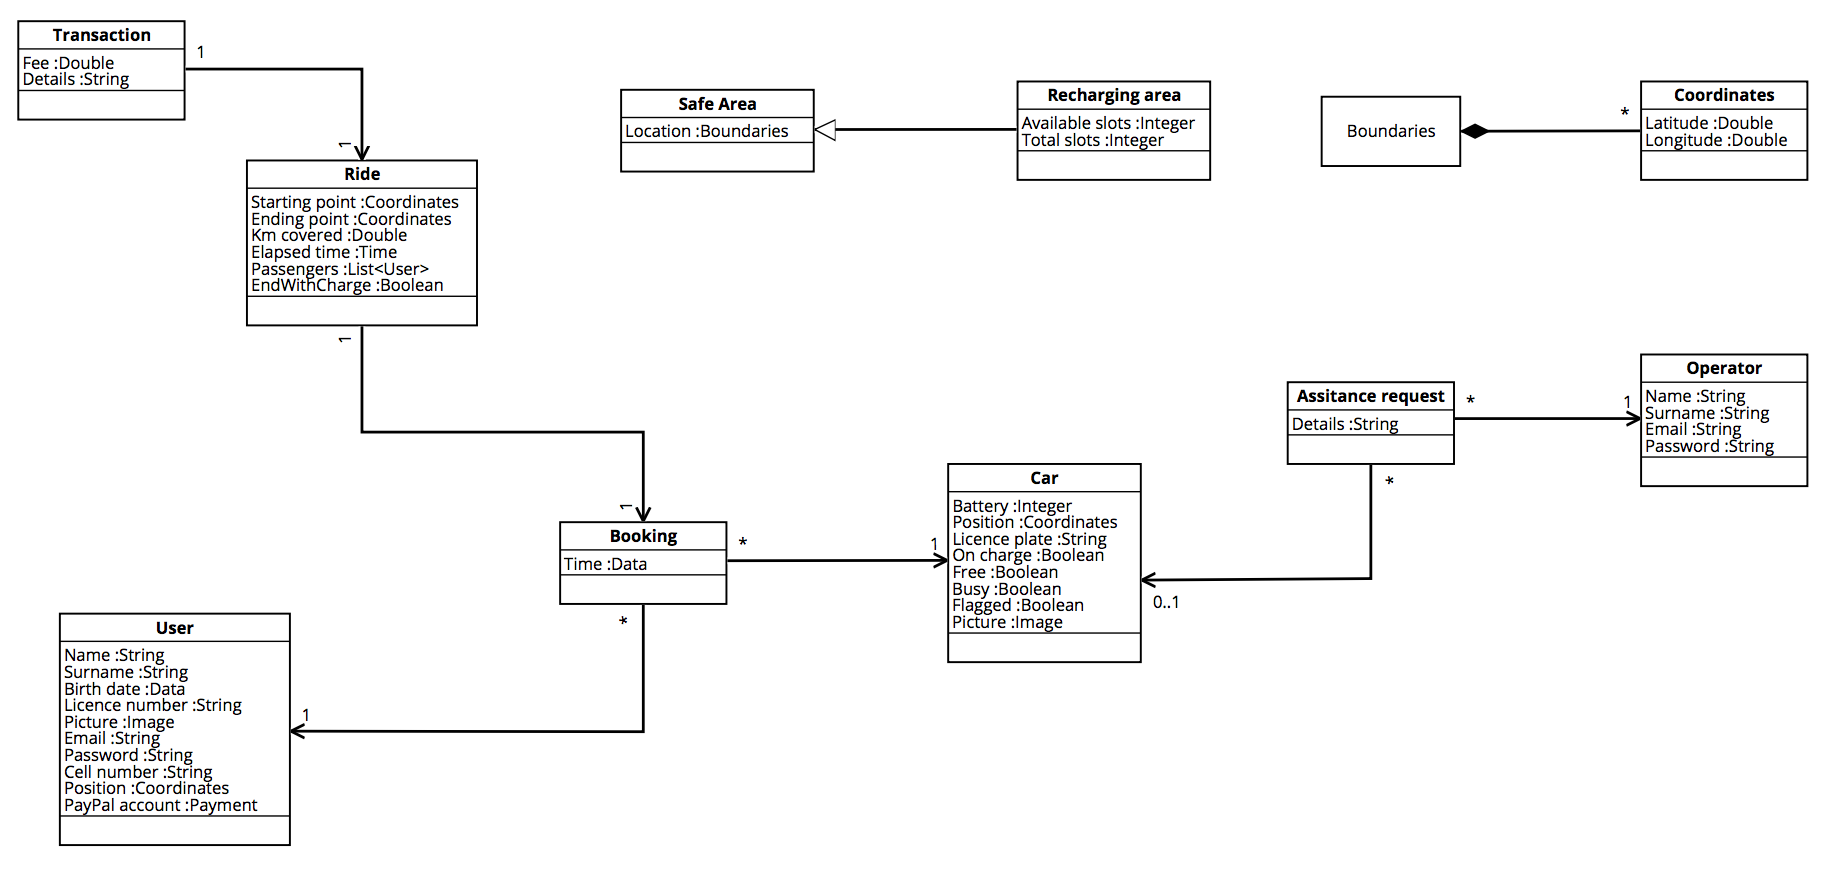 Transaction
Fee :Double
Details :String
1
1
Ride
Starting point :Coordinates
Ending point :Coordinates
Km covered :Double
Elapsed time :Time
Passengers :List<User>
EndWithCharge :Boolean
1
1
Safe Area
Location :Boundaries
Recharging area
Available slots :Integer
Total slots :Integer
Boundaries
*
Coordinates
Latitude :Double
Longitude :Double
Booking
Time :Data
*
1
*
1
Car
Battery :Integer
Position :Coordinates
Licence plate :String
On charge :Boolean
Free :Boolean
Busy :Boolean
Flagged :Boolean
Picture :Image
Assitance request
Details :String
*
1
*
0..1
Operator
Name :String
Surname :String
Email :String
Password :String
User
Name :String
Surname :String
Birth date :Data
Licence number :String
Picture :Image
Email :String
Password :String
Cell number :String
Position :Coordinates
PayPal account :Payment